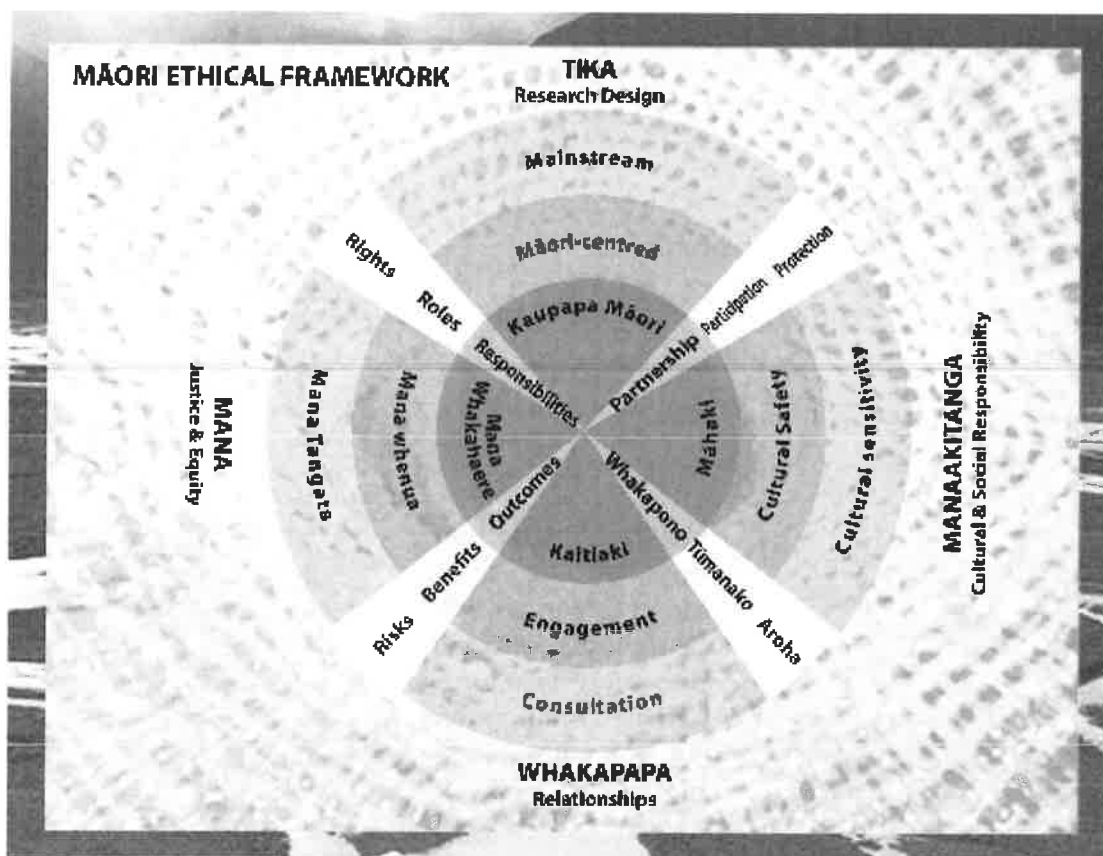 MĀORI ETHICAL FRAMEWORK
TIKA
Research Design
Mainstream
Māori-centred
Kaupapa Māori
Rights
Roles
Responsibilities
Partnership
Participation
Protection
MANA
Justice & Equity
Mana Tangats
Mana whenua
Mana
Whakahaere
Māhaki
Cultural Safety
Cultural sensitivity
MANAAKITANGA
Cultural & Social Responsibility
Outcomes
Benefits
Risks
Whakapono
Tūmanako
Aroha
Kaitiaki
Engagement
Consultation
WHAKAPAPA
Relationships